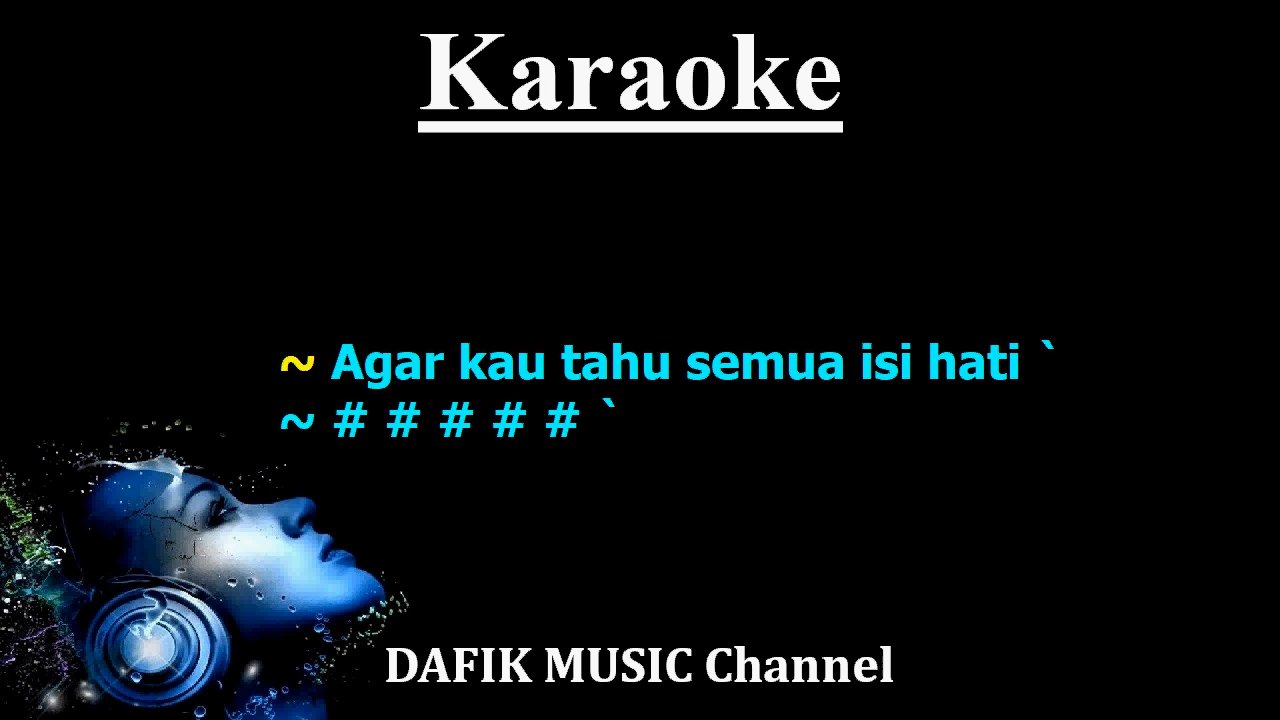 Karaoke
~ Agar kau tahu semua isi hati `
~ # # # # # `
DAFIK MUSIC Channel